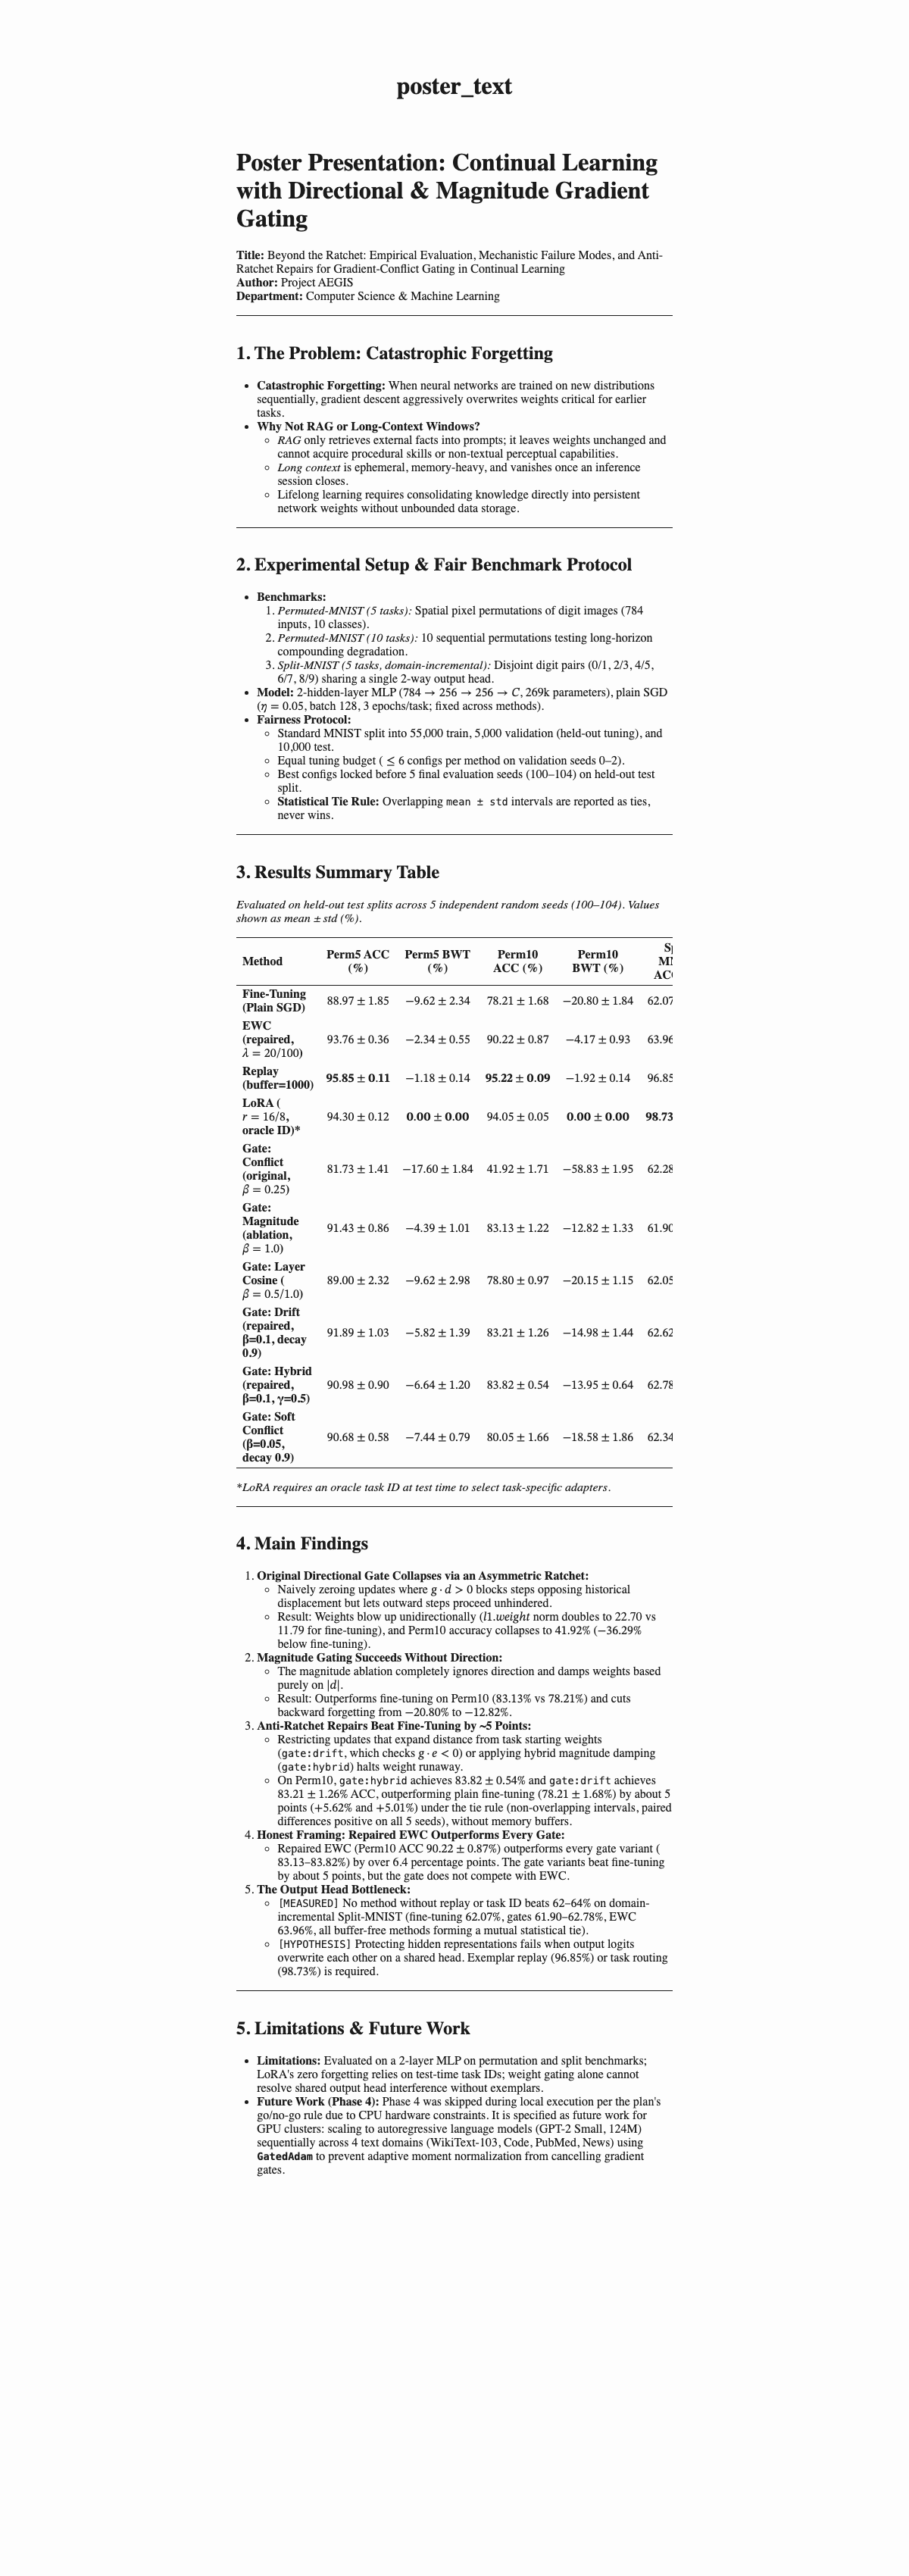 poster_text
Poster Presentation: Continual Learning
with Directional & Magnitude Gradient
Gating
Title: Beyond the Ratchet: Empirical Evaluation, Mechanistic Failure Modes, and Anti-
Ratchet Repairs for Gradient-Conflict Gating in Continual Learning
Author: Project AEGIS
Department: Computer Science & Machine Learning
1. The Problem: Catastrophic Forgetting
• Catastrophic Forgetting: When neural networks are trained on new distributions
sequentially, gradient descent aggressively overwrites weights critical for earlier
tasks.
• Why Not RAG or Long-Context Windows?
◦ RAG only retrieves external facts into prompts; it leaves weights unchanged and
cannot acquire procedural skills or non-textual perceptual capabilities.
◦ Long context is ephemeral, memory-heavy, and vanishes once an inference
session closes.
◦ Lifelong learning requires consolidating knowledge directly into persistent
network weights without unbounded data storage.
2. Experimental Setup & Fair Benchmark Protocol
• Benchmarks:
1. Permuted-MNIST (5 tasks): Spatial pixel permutations of digit images (784
inputs, 10 classes).
2. Permuted-MNIST (10 tasks): 10 sequential permutations testing long-horizon
compounding degradation.
3. Split-MNIST (5 tasks, domain-incremental): Disjoint digit pairs (0/1, 2/3, 4/5,
6/7, 8/9) sharing a single 2-way output head.
• Model: 2-hidden-layer MLP (784 → 256 → 256 → C, 269k parameters), plain SGD
(η = 0.05, batch 128, 3 epochs/task; fixed across methods).
• Fairness Protocol:
◦ Standard MNIST split into 55,000 train, 5,000 validation (held-out tuning), and
10,000 test.
◦ Equal tuning budget ( ≤ 6 configs per method on validation seeds 0–2).
◦ Best configs locked before 5 final evaluation seeds (100–104) on held-out test
split.
◦ Statistical Tie Rule: Overlapping mean ± std intervals are reported as ties,
never wins.
3. Results Summary Table
Evaluated on held-out test splits across 5 independent random seeds (100–104). Values
shown as mean ± std (%).
Method Perm5 ACC (%) Perm5 BWT (%) Perm10 ACC (%) Perm10 BWT (%)
Fine-Tuning (Plain SGD) 88.97 ± 1.85 −9.62 ± 2.34 78.21 ± 1.68 −20.80 ± 1.84 62.07
EWC (repaired, λ = 20/100) 93.76 ± 0.36 −2.34 ± 0.55 90.22 ± 0.87 −4.17 ± 0.93 63.96
Replay (buffer=1000) 95.85 ± 0.11 −1.18 ± 0.14 95.22 ± 0.09 −1.92 ± 0.14 96.85
LoRA ( r = 16/8, oracle ID)* 94.30 ± 0.12 0.00 ± 0.00 94.05 ± 0.05 0.00 ± 0.00 98.73
Gate: Conflict (original, β = 0.25) 81.73 ± 1.41 −17.60 ± 1.84 41.92 ± 1.71 −58.83 ± 1.95 62.28
Gate: Magnitude (ablation, β = 1.0) 91.43 ± 0.86 −4.39 ± 1.01 83.13 ± 1.22 −12.82 ± 1.33 61.90
Gate: Layer Cosine ( β = 0.5/1.0) 89.00 ± 2.32 −9.62 ± 2.98 78.80 ± 0.97 −20.15 ± 1.15 62.05
Gate: Drift (repaired, β=0.1, decay 0.9) 91.89 ± 1.03 −5.82 ± 1.39 83.21 ± 1.26 −14.98 ± 1.44 62.62
Gate: Hybrid (repaired, β=0.1, γ=0.5) 90.98 ± 0.90 −6.64 ± 1.20 83.82 ± 0.54 −13.95 ± 0.64 62.78
Gate: Soft Conflict (β=0.05, decay 0.9) 90.68 ± 0.58 −7.44 ± 0.79 80.05 ± 1.66 −18.58 ± 1.86 62.34
*LoRA requires an oracle task ID at test time to select task-specific adapters.
4. Main Findings
1. Original Directional Gate Collapses via an Asymmetric Ratchet:
◦ Naively zeroing updates where g · d > 0 blocks steps opposing historical
displacement but lets outward steps proceed unhindered.
◦ Result: Weights blow up unidirectionally (l1.weight norm doubles to 22.70 vs
11.79 for fine-tuning), and Perm10 accuracy collapses to 41.92% (−36.29%
below fine-tuning).
2. Magnitude Gating Succeeds Without Direction:
◦ The magnitude ablation completely ignores direction and damps weights based
purely on |d|.
◦ Result: Outperforms fine-tuning on Perm10 (83.13% vs 78.21%) and cuts
backward forgetting from −20.80% to −12.82%.
3. Anti-Ratchet Repairs Beat Fine-Tuning by ~5 Points:
◦ Restricting updates that expand distance from task starting weights
(gate:drift, which checks g · e < 0) or applying hybrid magnitude damping
(gate:hybrid) halts weight runaway.
◦ On Perm10, gate:hybrid achieves 83.82 ± 0.54% and gate:drift achieves
83.21 ± 1.26% ACC, outperforming plain fine-tuning (78.21 ± 1.68%) by about 5
points (+5.62% and +5.01%) under the tie rule (non-overlapping intervals, paired
differences positive on all 5 seeds), without memory buffers.
4. Honest Framing: Repaired EWC Outperforms Every Gate:
◦ Repaired EWC (Perm10 ACC 90.22 ± 0.87%) outperforms every gate variant (
83.13–83.82%) by over 6.4 percentage points. The gate variants beat fine-tuning
by about 5 points, but the gate does not compete with EWC.
5. The Output Head Bottleneck:
◦ [MEASURED] No method without replay or task ID beats 62–64% on domain-
incremental Split-MNIST (fine-tuning 62.07%, gates 61.90–62.78%, EWC
63.96%, all buffer-free methods forming a mutual statistical tie).
◦ [HYPOTHESIS] Protecting hidden representations fails when output logits
overwrite each other on a shared head. Exemplar replay (96.85%) or task routing
(98.73%) is required.
5. Limitations & Future Work
• Limitations: Evaluated on a 2-layer MLP on permutation and split benchmarks;
LoRA's zero forgetting relies on test-time task IDs; weight gating alone cannot
resolve shared output head interference without exemplars.
• Future Work (Phase 4): Phase 4 was skipped during local execution per the plan's
go/no-go rule due to CPU hardware constraints. It is specified as future work for
GPU clusters: scaling to autoregressive language models (GPT-2 Small, 124M)
sequentially across 4 text domains (WikiText-103, Code, PubMed, News) using
GatedAdam to prevent adaptive moment normalization from cancelling gradient
gates.